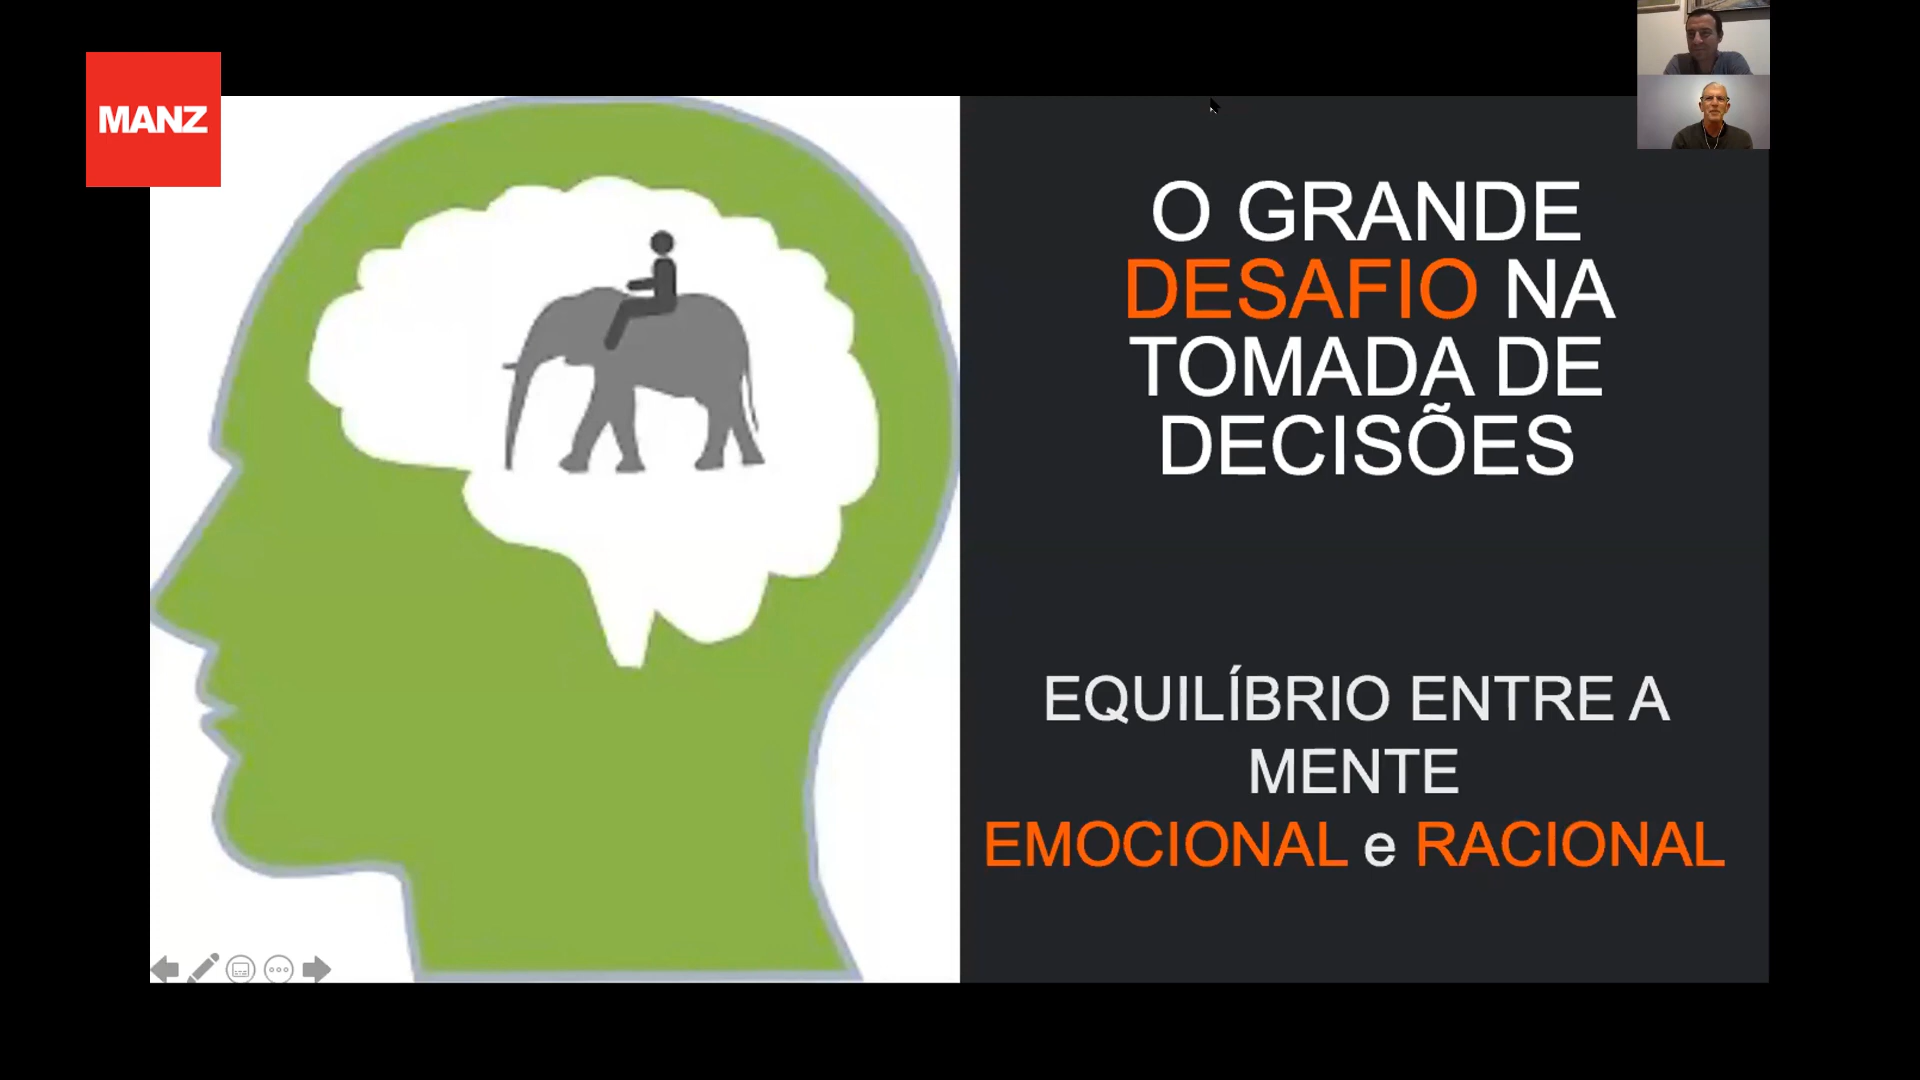 MANZ
O GRANDE
DESAFIO NA
TOMADA DE
DECISÕES
EQUILÍBRIO ENTRE A
MENTE
EMOCIONAL e RACIONAL